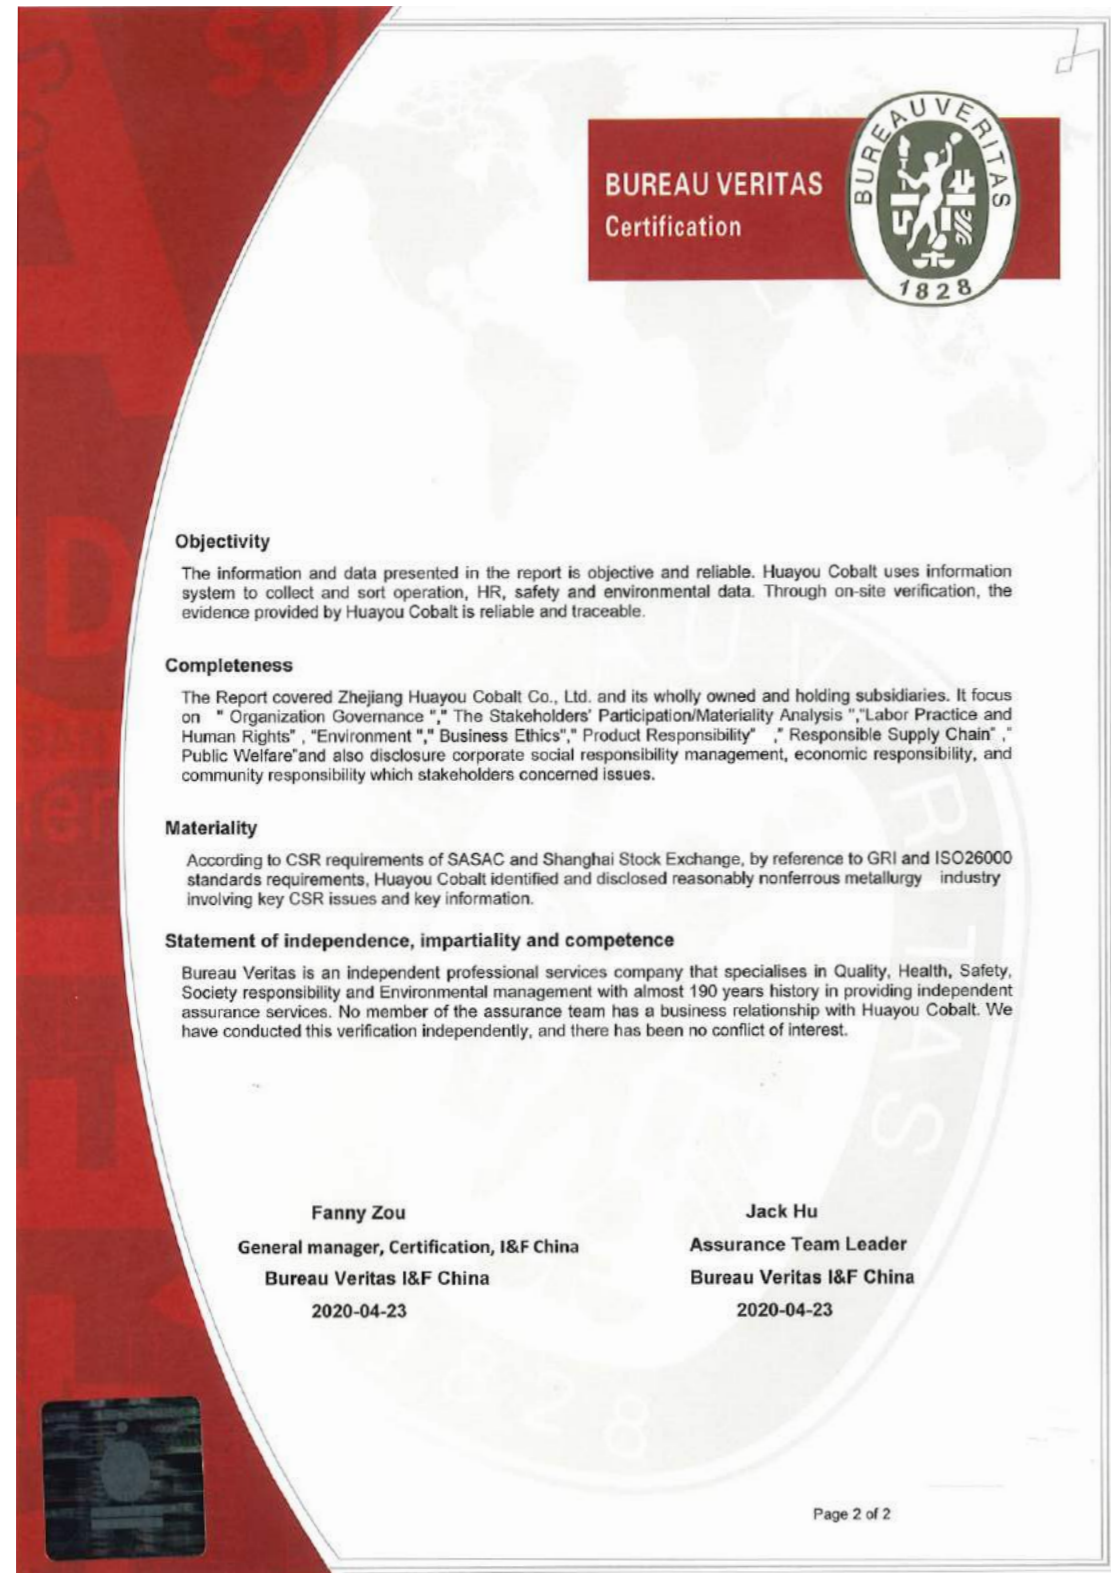 BUREAU VERITAS
Certification
BUREAU VERITAS
1828
Objectivity
The information and data presented in the report is objective and reliable. Huayou Cobalt uses information
system to collect and sort operation, HR, safety and environmental data. Through on-site verification, the
evidence provided by Huayou Cobalt is reliable and traceable.
Completeness
The Report covered Zhejiang Huayou Cobalt Co., Ltd. and its wholly owned and holding subsidiaries. It focus
on " Organization Governance "," The Stakeholders' Participation/Materiality Analysis ","Labor Practice and
Human Rights" , "Environment "," Business Ethics"," Product Responsibility" ," Responsible Supply Chain" ,"
Public Welfare"and also disclosure corporate social responsibility management, economic responsibility, and
community responsibility which stakeholders concerned issues.
Materiality
According to CSR requirements of SASAC and Shanghai Stock Exchange, by reference to GRI and ISO26000
standards requirements, Huayou Cobalt identified and disclosed reasonably nonferrous metallurgy industry
involving key CSR issues and key information.
Statement of independence, impartiality and competence
Bureau Veritas is an independent professional services company that specialises in Quality, Health, Safety,
Society responsibility and Environmental management with almost 190 years history in providing independent
assurance services. No member of the assurance team has a business relationship with Huayou Cobalt. We
have conducted this verification independently, and there has been no conflict of interest.
Fanny Zou
General manager, Certification, I&F China
Bureau Veritas I&F China
2020-04-23
Jack Hu
Assurance Team Leader
Bureau Veritas I&F China
2020-04-23
Page 2 of 2